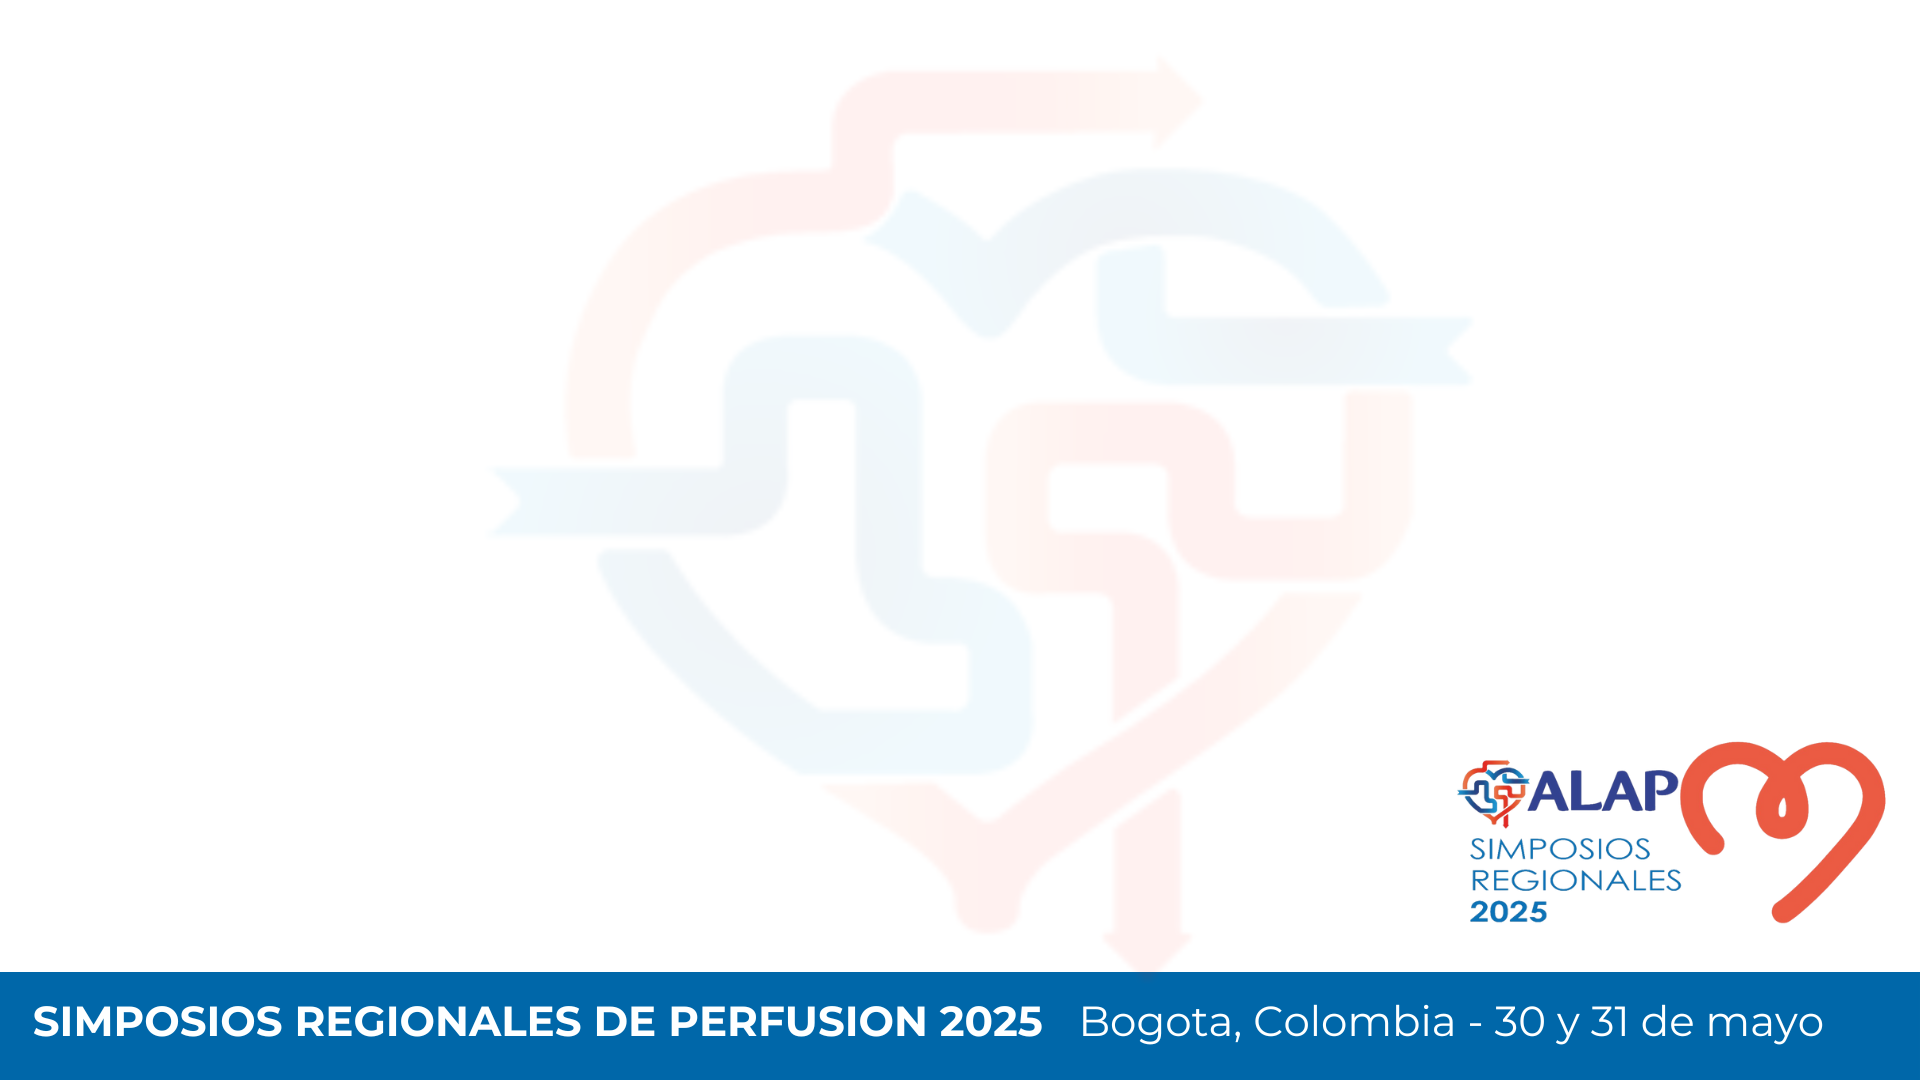 ALAP
SIMPOSIOS
REGIONALES
2025
SIMPOSIOS REGIONALES DE PERFUSION 2025 Bogota, Colombia - 30 y 31 de mayo